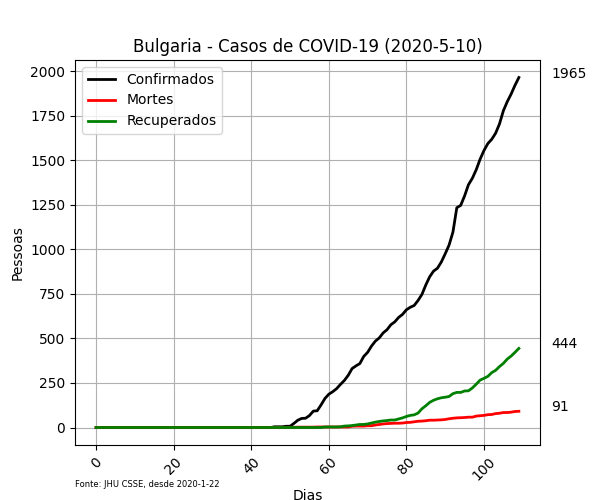 Bulgaria - Casos de COVID-19 (2020-5-10)
Confirmados
Mortes
Recuperados
2000
1750
1500
1250
1000
750
500
250
0
Pessoas
1965
444
91
0
20
40
60
80
100
Fonte: JHU CSSE, desde 2020-1-22
Dias